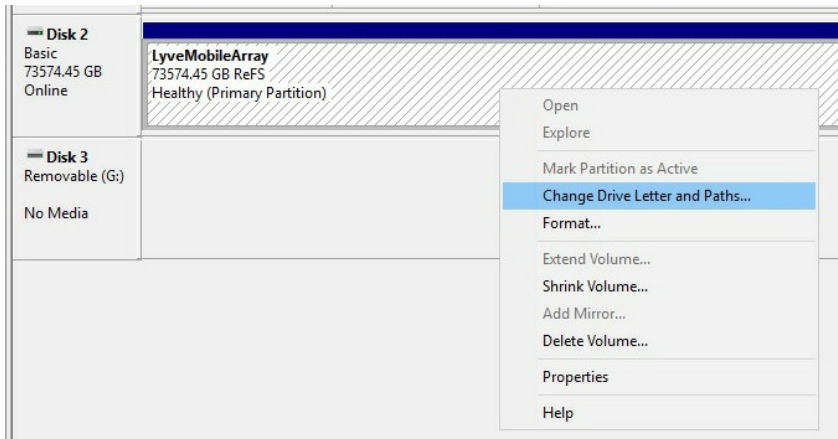 Disk 2
Basic
73574.45 GB
Online
LyveMobileArray
73574.45 GB ReFS
Healthy (Primary Partition)
Disk 3
Removable (G:)
No Media
Open
Explore
Mark Partition as Active
Change Drive Letter and Paths...
Format...
Extend Volume...
Shrink Volume...
Add Mirror...
Delete Volume...
Properties
Help